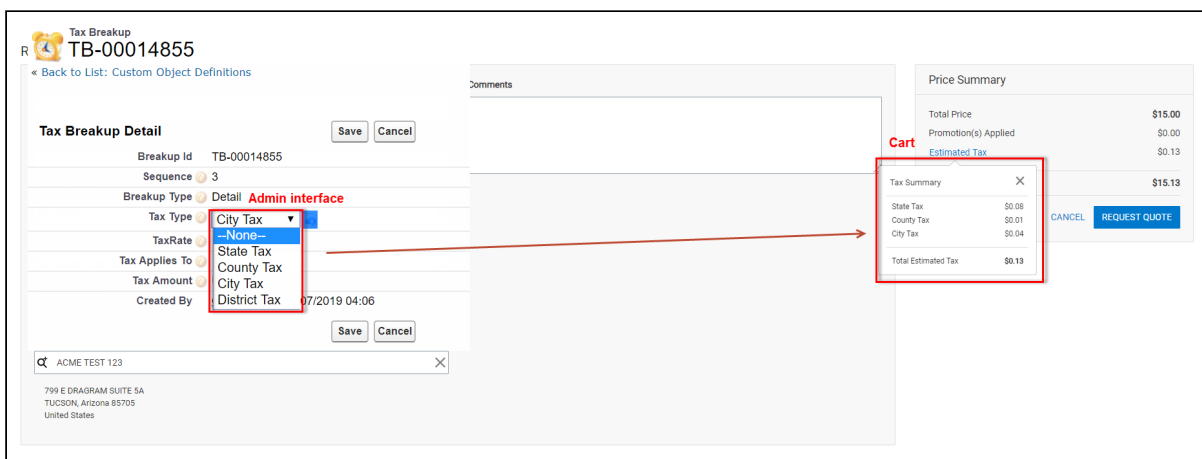 Tax Breakup
R
TB-00014855
« Back to List: Custom Object Definitions
Comments
Tax Breakup Detail
Save
Cancel
Breakup Id TB-00014855
Sequence 3
Breakup Type Detail
Admin interface
Tax Type City Tax
--None--
TaxRate
State Tax
Tax Applies To
County Tax
Tax Amount
City Tax
Created By
District Tax
07/2019 04:06
Save
Cancel
ACME TEST 123
799 E DRAGRAM SUITE 5A
TUCSON, Arizona 85705
United States
Price Summary
Total Price $15.00
Promotion(s) Applied $0.00
Cart
Estimated Tax $0.13
$15.13
Tax Summary
State Tax $0.08
County Tax $0.01
City Tax $0.04
Total Estimated Tax $0.13
CANCEL
REQUEST QUOTE